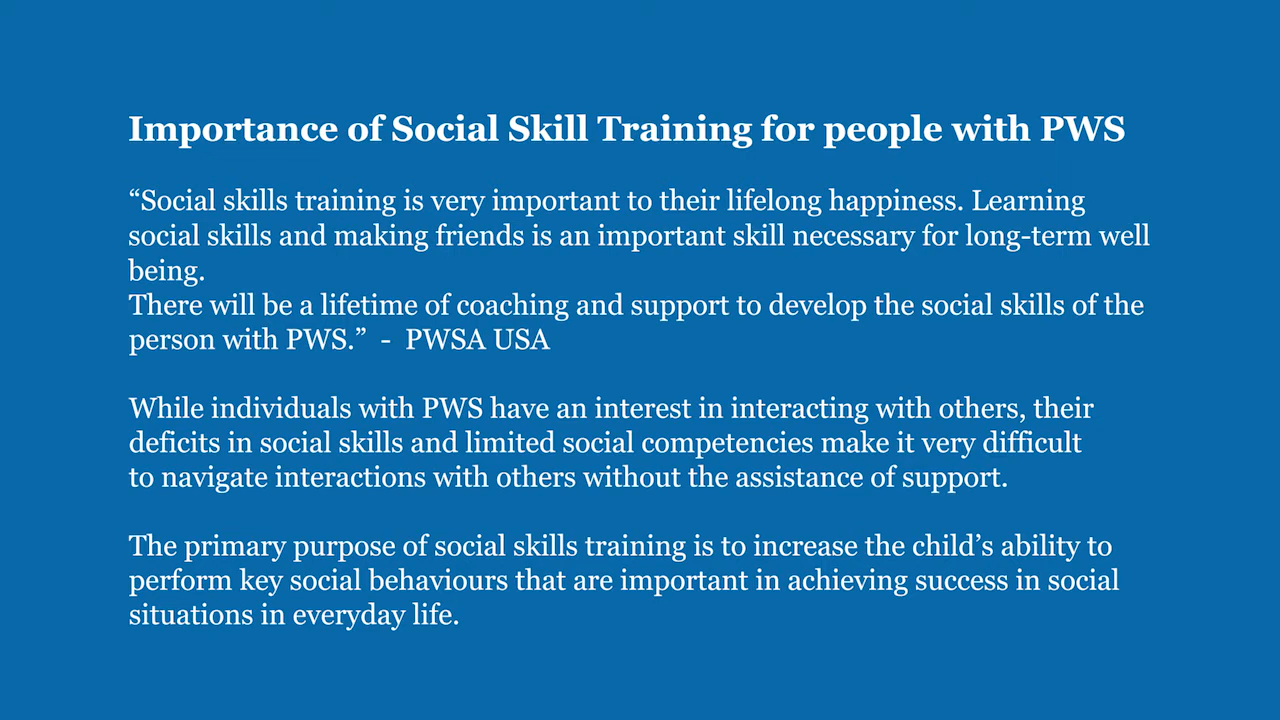 Importance of Social Skill Training for people with PWS
“Social skills training is very important to their lifelong happiness. Learning
social skills and making friends is an important skill necessary for long-term well
being.
There will be a lifetime of coaching and support to develop the social skills of the
person with PWS.” - PWSA USA
While individuals with PWS have an interest in interacting with others, their
deficits in social skills and limited social competencies make it very difficult
to navigate interactions with others without the assistance of support.
The primary purpose of social skills training is to increase the child’s ability to
perform key social behaviours that are important in achieving success in social
situations in everyday life.